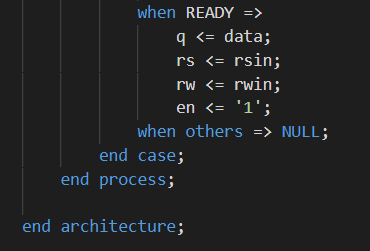 when READY =>
q <= data;
rs <= rsin;
rw <= rwin;
en <= '1';
when others => NULL;
end case;
end process;
end architecture;